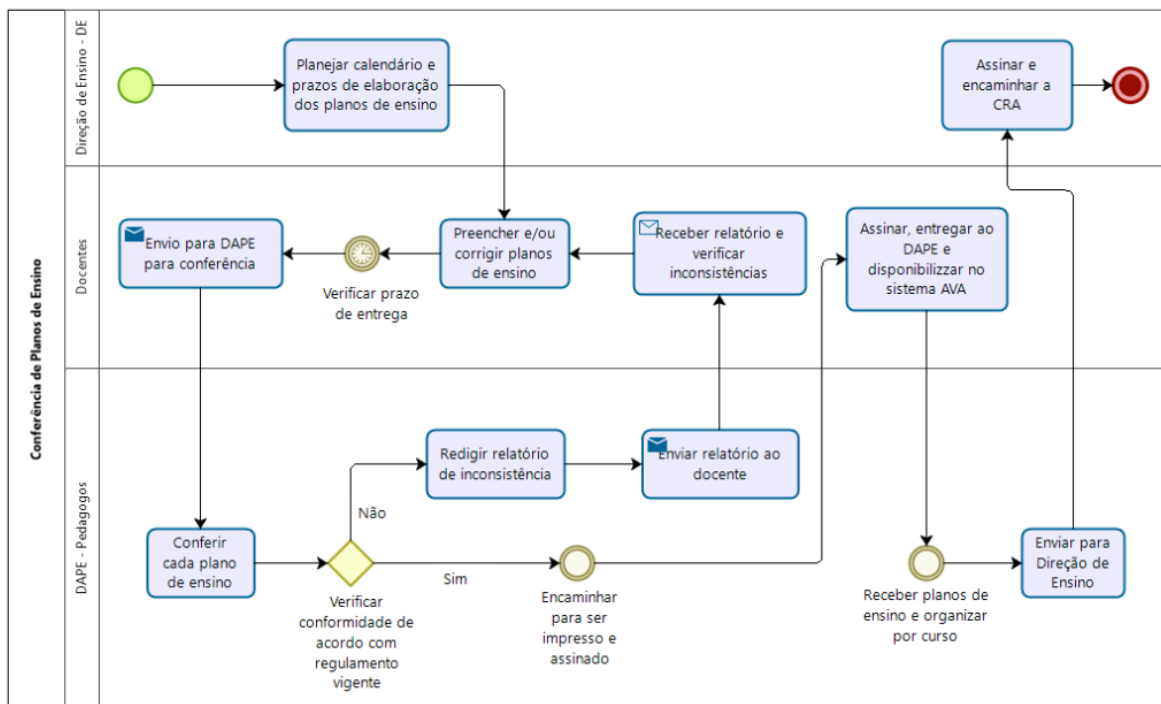 Conferência de Planos de Ensino
Direção de Ensino - DE
Planejar calendário e
prazos de elaboração
dos planos de ensino
Assinar e
encaminhar a
CRA
Docentes
Envio para DAPE
para conferência
Verificar prazo
de entrega
Preencher e/ou
corrigir planos
de ensino
Receber relatório e
verificar
inconsistências
Assinar, entregar ao
DAPE e
disponibilizzar no
sistema AVA
DAPE - Pedagogos
Redigir relatório
de inconsistência
Enviar relatório ao
docente
Não
Conferir
cada plano
de ensino
Sim
Verificar
conformidade de
acordo com
regulamento
vigente
Encaminhar
para ser
impresso e
assinado
Receber planos de
ensino e organizar
por curso
Enviar para
Direção de
Ensino